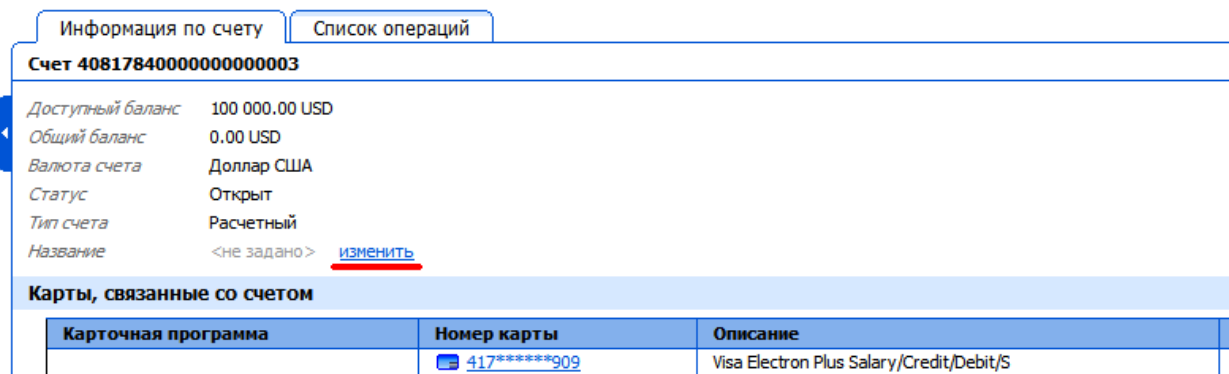 Информация по счету Список операций
Счет 40817840000000000003
Доступный баланс 100 000.00 USD
Общий баланс 0.00 USD
Валюта счета Доллар США
Статус Открыт
Тип счета Расчетный
Название <не задано> изменить
Карты, связанные со счетом
Карточная программа Номер карты Описание
417******909 Visa Electron Plus Salary/Credit/Debit/S